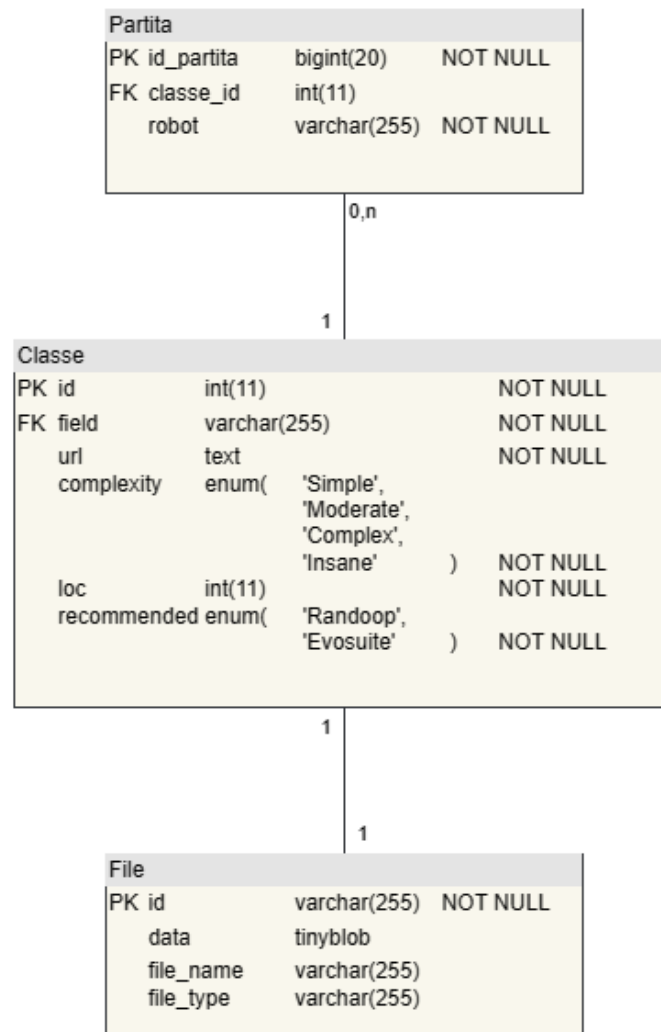 Partita
PK id_partita bigint(20) NOT NULL
FK classe_id int(11)
robot varchar(255) NOT NULL
0,n
1
Classe
PK id int(11) NOT NULL
FK field varchar(255) NOT NULL
url text NOT NULL
complexity enum( 'Simple',
'Moderate',
'Complex',
'Insane' ) NOT NULL
loc int(11) NOT NULL
recommended enum( 'Randoop',
'Evosuite' ) NOT NULL
1
1
File
PK id varchar(255) NOT NULL
data tinyblob
file_name varchar(255)
file_type varchar(255)